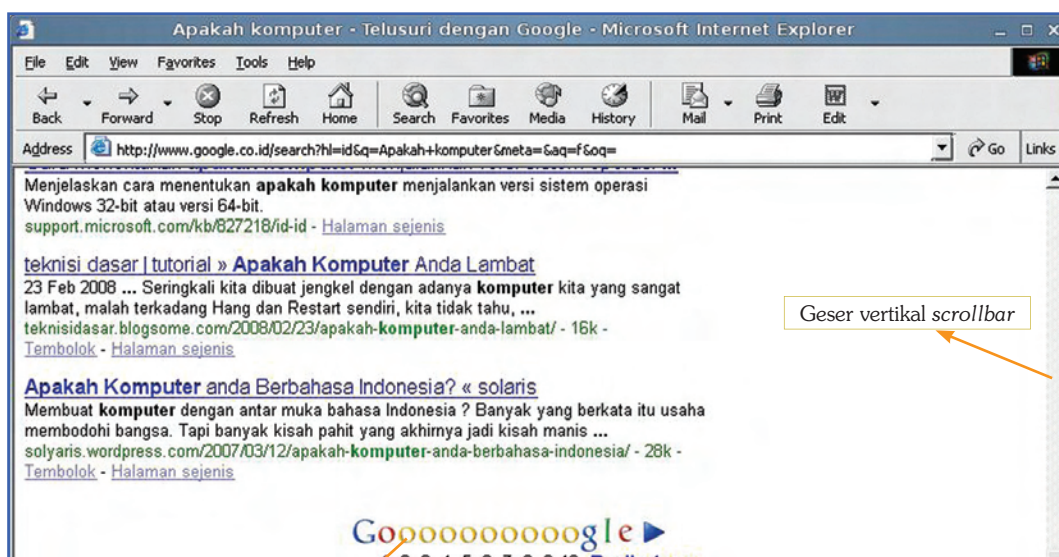 Apakah komputer - Telusuri dengan Google - Microsoft Internet Explorer
File Edit View Favorites Tools Help
Back Forward Stop Refresh Home Search Favorites Media History Mail Print Edit
Address http://www.google.co.id/search?hl=id&q=Apakah+komputer&meta=&aq=f&oq= Go Links
Menjelaskan cara menentukan apakah komputer menjalankan versi sistem operasi
Windows 32-bit atau versi 64-bit.
support.microsoft.com/kb/827218/id-id - Halaman sejenis
teknisi dasar | tutorial » Apakah Komputer Anda Lambat
23 Feb 2008 ... Seringkali kita dibuat jengkel dengan adanya komputer kita yang sangat
lambat, malah terkadang Hang dan Restart sendiri, kita tidak tahu, ...
teknisidasar.blogsome.com/2008/02/23/apakah-komputer-anda-lambat/ - 16k -
Tembolok - Halaman sejenis
Geser vertikal scrollbar
Apakah Komputer anda Berbahasa Indonesia? « solaris
Membuat komputer dengan antar muka bahasa Indonesia ? Banyak yang berkata itu usaha
membodohi bangsa. Tapi banyak kisah pahit yang akhirnya jadi kisah manis ...
solyaris.wordpress.com/2007/03/12/apakah-komputer-anda-berbahasa-indonesia/ - 28k -
Tembolok - Halaman sejenis
Goooooooooogle